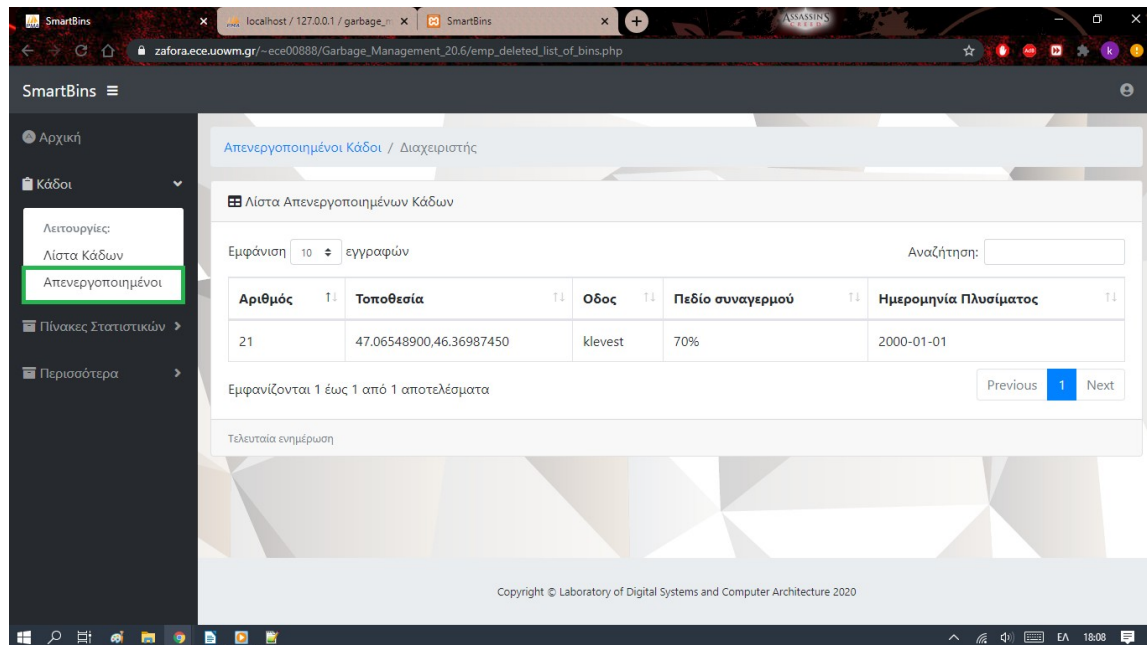 SmartBins
localhost / 127.0.0.1 / garbage_m
SmartBins
ASSASSIN'S
CREED
zafora.ece.uowm.gr/~ece00888/Garbage_Management_20.6/emp_deleted_list_of_bins.php
SmartBins
Αρχική
Κάδοι
Λειτουργίες:
Λίστα Κάδων
Απενεργοποιημένοι
Πίνακες Στατιστικών
Περισσότερα
Απενεργοποιημένοι Κάδοι / Διαχειριστής
Λίστα Απενεργοποιημένων Κάδων
Εμφάνιση 10 εγγραφών
Αναζήτηση:
Αριθμός Τοποθεσία Οδος Πεδίο συναγερμού Ημερομηνία Πλυσίματος
21 47.06548900,46.36987450 klevest 70% 2000-01-01
Εμφανίζονται 1 έως 1 από 1 αποτελέσματα
Previous 1 Next
Τελευταία ενημέρωση
Copyright © Laboratory of Digital Systems and Computer Architecture 2020
ΕΛ 18:08